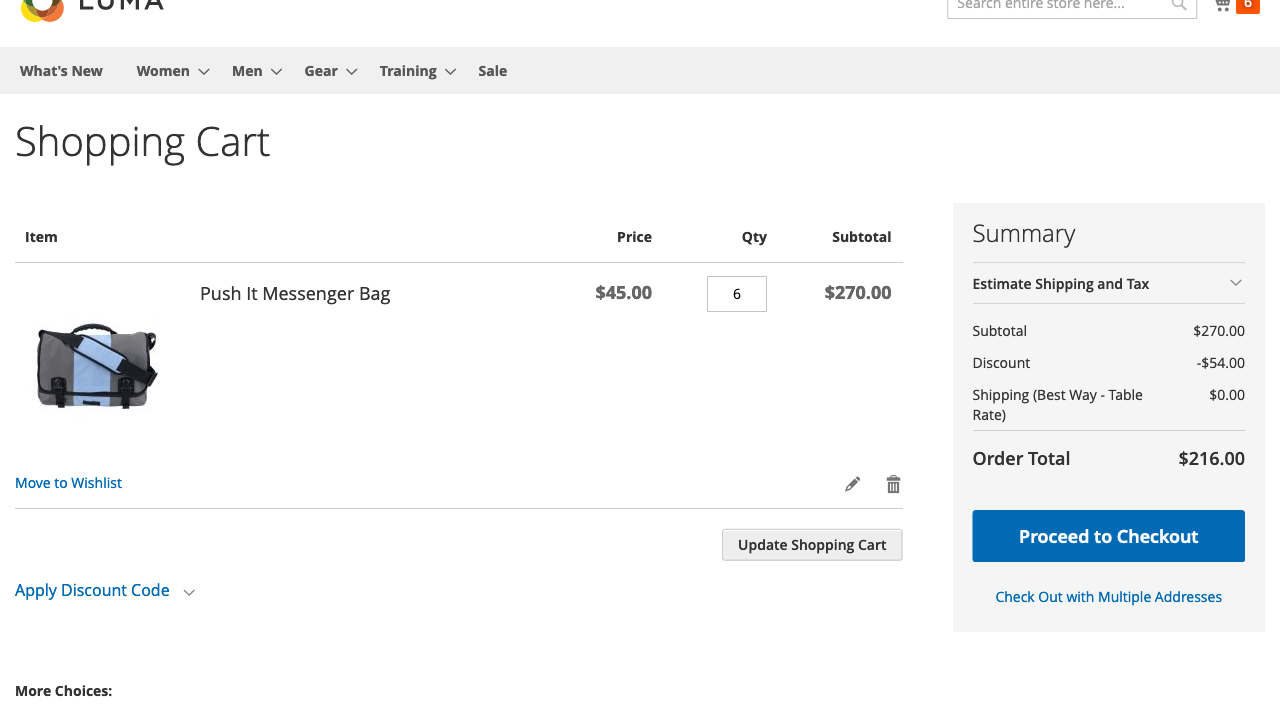 LUMA
Search entire store here...
6
What's New Women Men Gear Training Sale
Shopping Cart
Item Price Qty Subtotal
Push It Messenger Bag $45.00 6 $270.00
Move to Wishlist
Update Shopping Cart
Apply Discount Code
More Choices:
Summary
Estimate Shipping and Tax
Subtotal $270.00
Discount -$54.00
Shipping (Best Way - Table $0.00
Rate)
Order Total $216.00
Proceed to Checkout
Check Out with Multiple Addresses